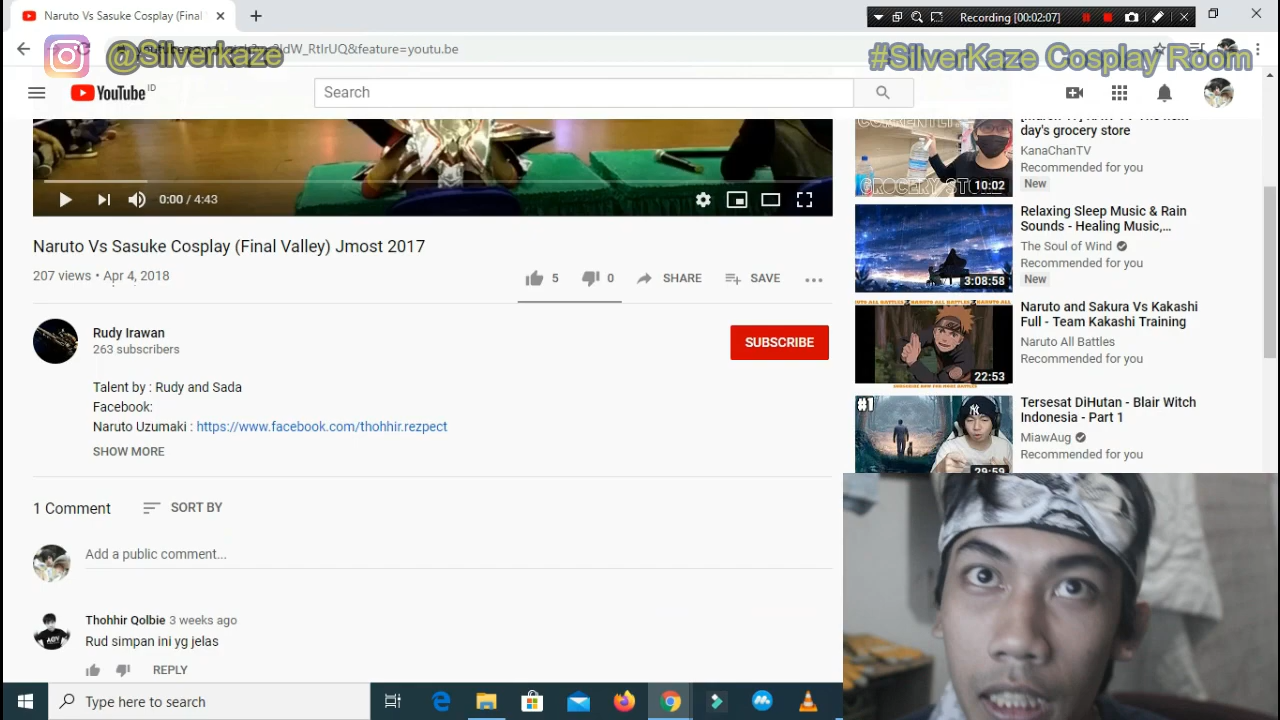 Naruto Vs Sasuke Cosplay (Final
Recording [00:02:07]
@Silverkaze
#SilverKaze Cosplay Room
YouTube ID
Search
0:00 / 4:43
Naruto Vs Sasuke Cosplay (Final Valley) Jmost 2017
207 views • Apr 4, 2018
5
0
SHARE
SAVE
Rudy Irawan
263 subscribers
SUBSCRIBE
Talent by : Rudy and Sada
Facebook:
Naruto Uzumaki : https://www.facebook.com/thohhir.rezpect
SHOW MORE
1 Comment
SORT BY
Add a public comment...
Thohhir Qolbie 3 weeks ago
Rud simpan ini yg jelas
REPLY
day's grocery store
KanaChanTV
Recommended for you
New
GROCERY STORE
10:02
Relaxing Sleep Music & Rain
Sounds - Healing Music,...
The Soul of Wind
Recommended for you
New
3:08:58
Naruto and Sakura Vs Kakashi
Full - Team Kakashi Training
Naruto All Battles
Recommended for you
22:53
#1
Tersesat DiHutan - Blair Witch
Indonesia - Part 1
MiawAug
Recommended for you
29:59
Type here to search